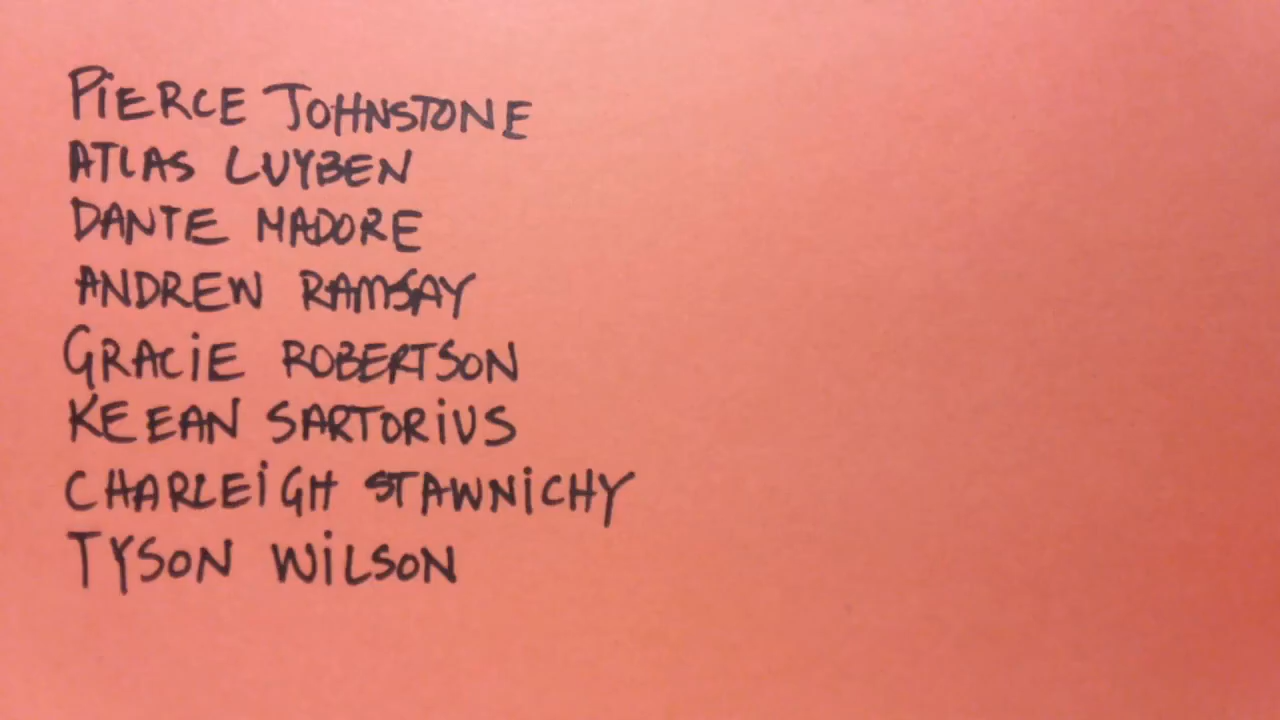 PiERCE JOHNSTONE
ATLAS LUYBEN
DANTE MADORE
ANDREW RAMSAY
GRACiE ROBERTSON
KEEAN SARTORiUS
CHARLEiGH STAWNiCHY
TYSON WiLSON